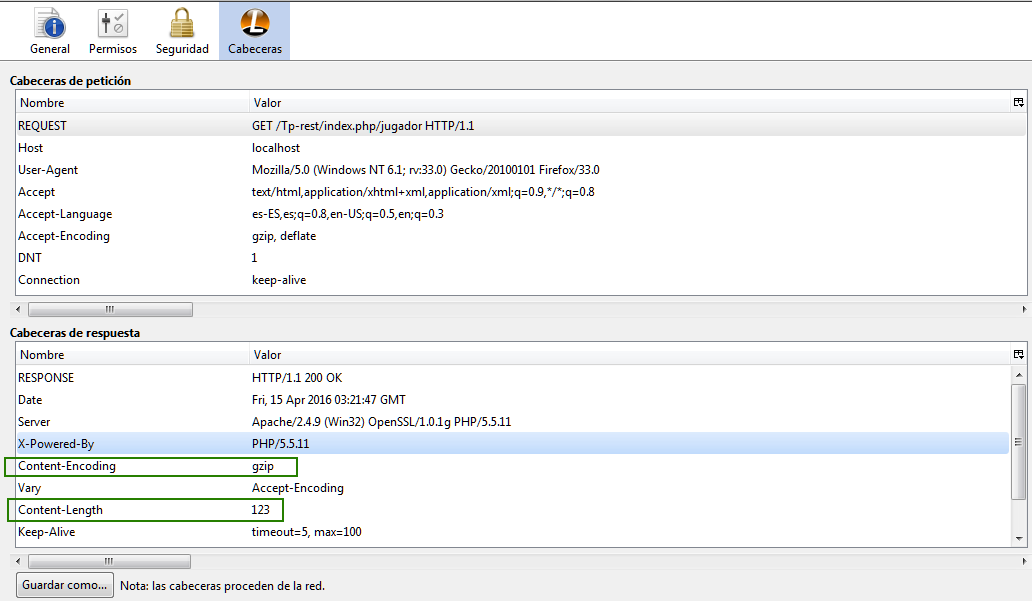 General Permisos Seguridad Cabeceras
Cabeceras de petición
Nombre Valor
REQUEST GET /Tp-rest/index.php/jugador HTTP/1.1
Host localhost
User-Agent Mozilla/5.0 (Windows NT 6.1; rv:33.0) Gecko/20100101 Firefox/33.0
Accept text/html,application/xhtml+xml,application/xml;q=0.9,*/*;q=0.8
Accept-Language es-ES,es;q=0.8,en-US;q=0.5,en;q=0.3
Accept-Encoding gzip, deflate
DNT 1
Connection keep-alive
Cabeceras de respuesta
Nombre Valor
RESPONSE HTTP/1.1 200 OK
Date Fri, 15 Apr 2016 03:21:47 GMT
Server Apache/2.4.9 (Win32) OpenSSL/1.0.1g PHP/5.5.11
X-Powered-By PHP/5.5.11
Content-Encoding gzip
Vary Accept-Encoding
Content-Length 123
Keep-Alive timeout=5, max=100
Guardar como... Nota: las cabeceras proceden de la red.